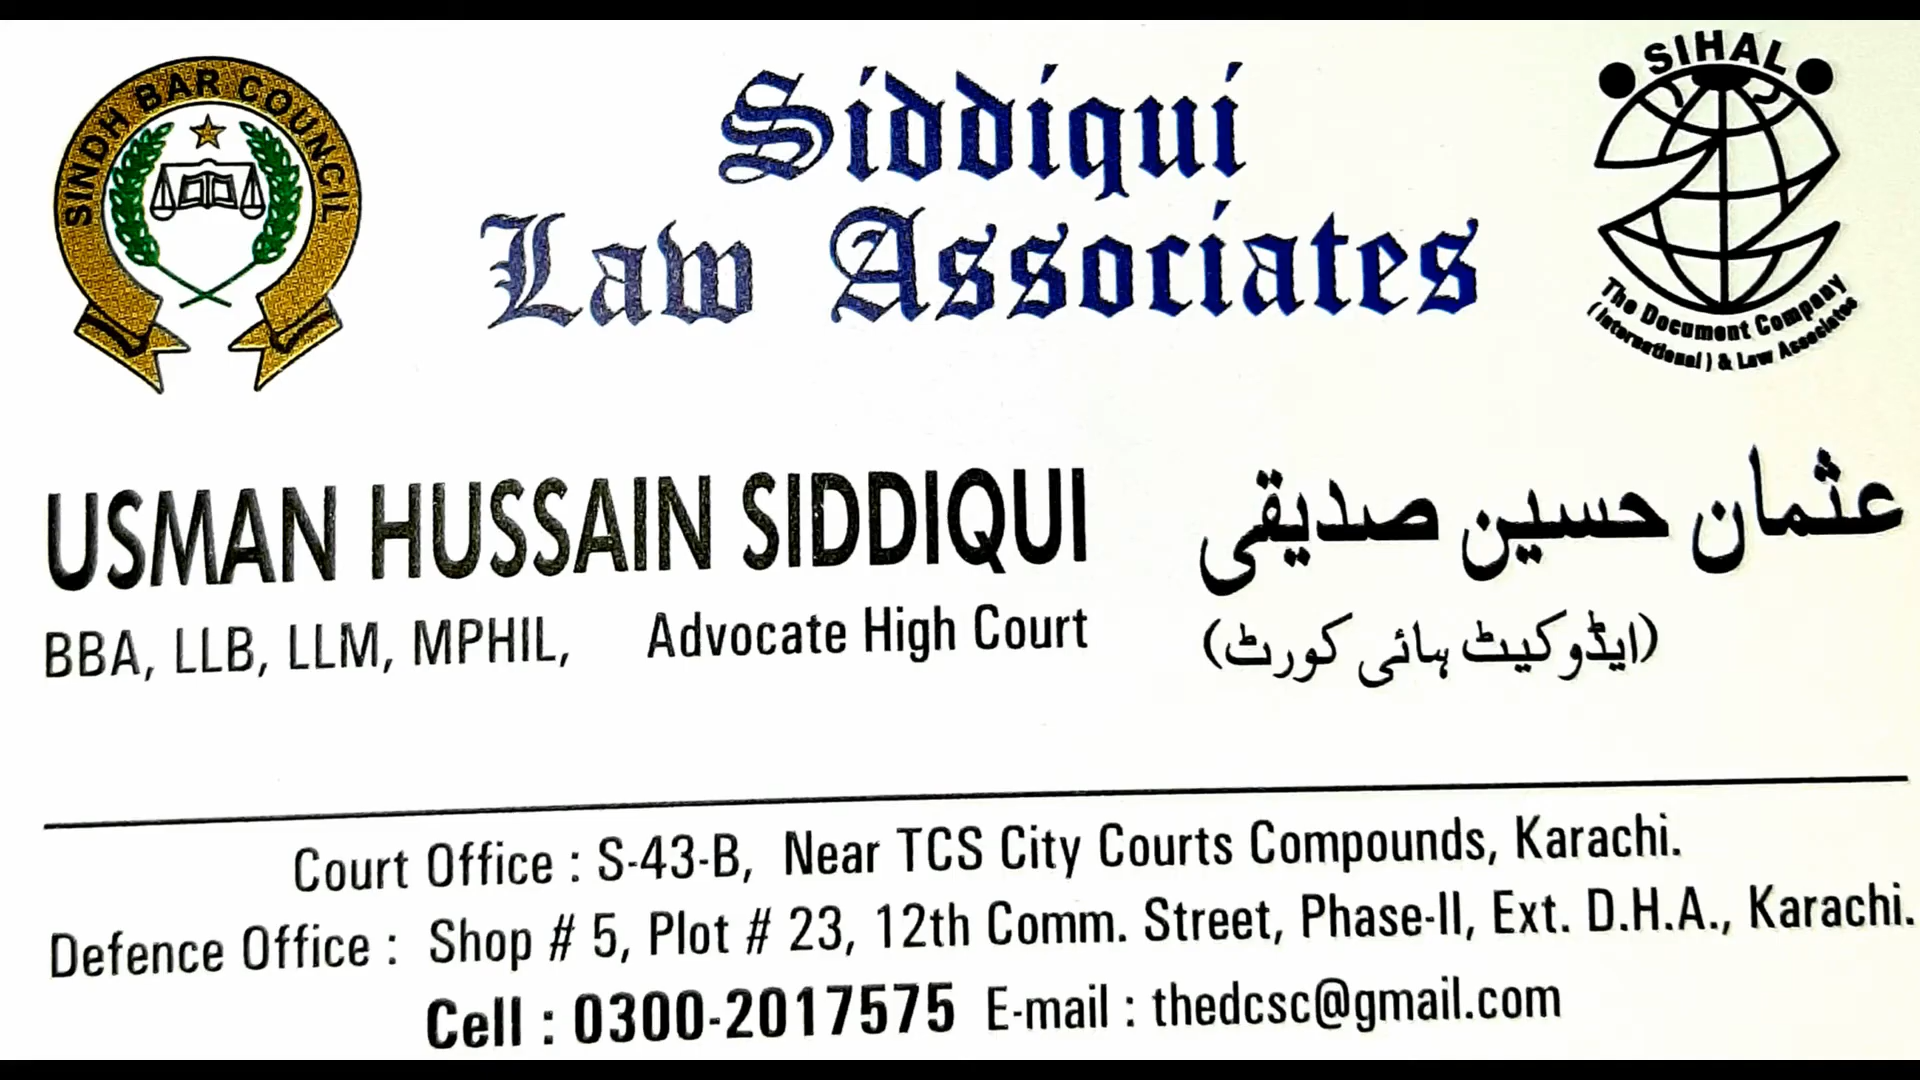 SINDH BAR COUNCIL
Siddiqui
Law Associates
SIHAL
The Document Company
(International) & Law Associates
USMAN HUSSAIN SIDDIQUI
عثمان حسین صدیقی
BBA, LLB, LLM, MPHIL, Advocate High Court
(ایڈوکیٹ ہائی کورٹ)
Court Office : S-43-B, Near TCS City Courts Compounds, Karachi.
Defence Office : Shop # 5, Plot # 23, 12th Comm. Street, Phase-II, Ext. D.H.A., Karachi.
Cell : 0300-2017575 E-mail : thedcsc@gmail.com